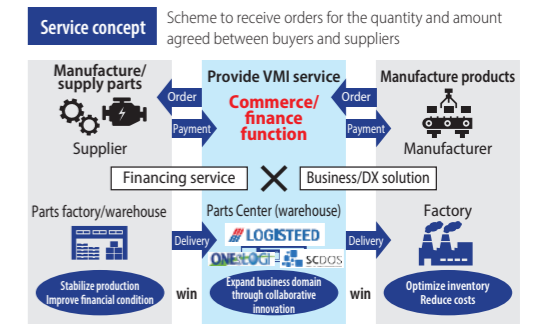 Service concept
Scheme to receive orders for the quantity and amount
agreed between buyers and suppliers
Manufacture/
supply parts
Provide VMI service
Manufacture products
Order
Commerce/
finance
function
Order
Payment
Payment
Supplier
Manufacturer
Financing service
Business/DX solution
Parts factory/warehouse
Parts Center (warehouse)
Factory
Delivery
LOGISTEED
Delivery
SCDOS
Stabilize production
Improve financial condition
win
Expand business domain
through collaborative
innovation
win
Optimize inventory
Reduce costs